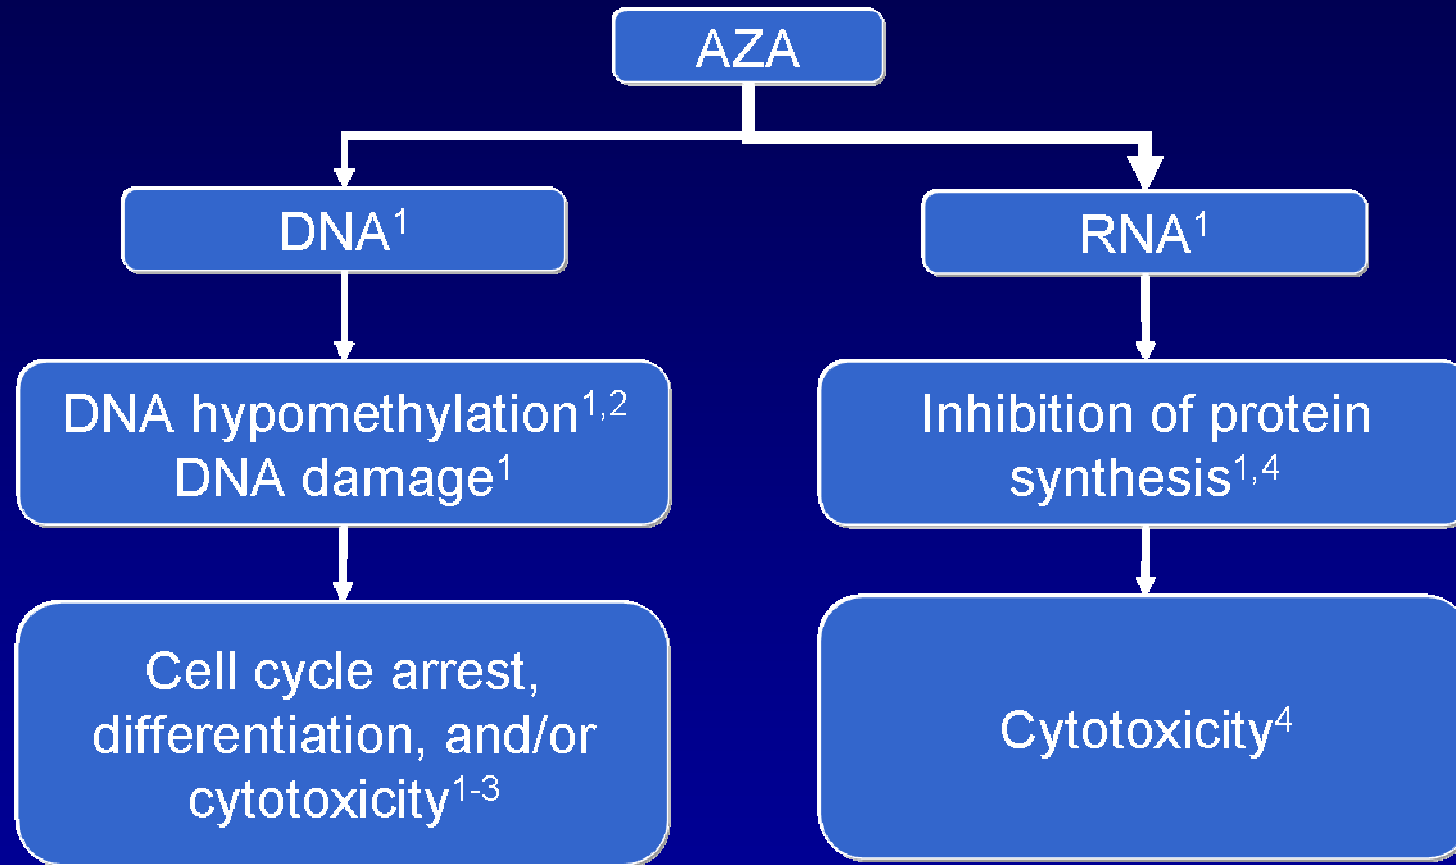 AZA
DNA¹
RNA¹
DNA hypomethylation¹,²
DNA damage¹
Inhibition of protein
synthesis¹,⁴
Cell cycle arrest,
differentiation, and/or
cytotoxicity¹-³
Cytotoxicity⁴